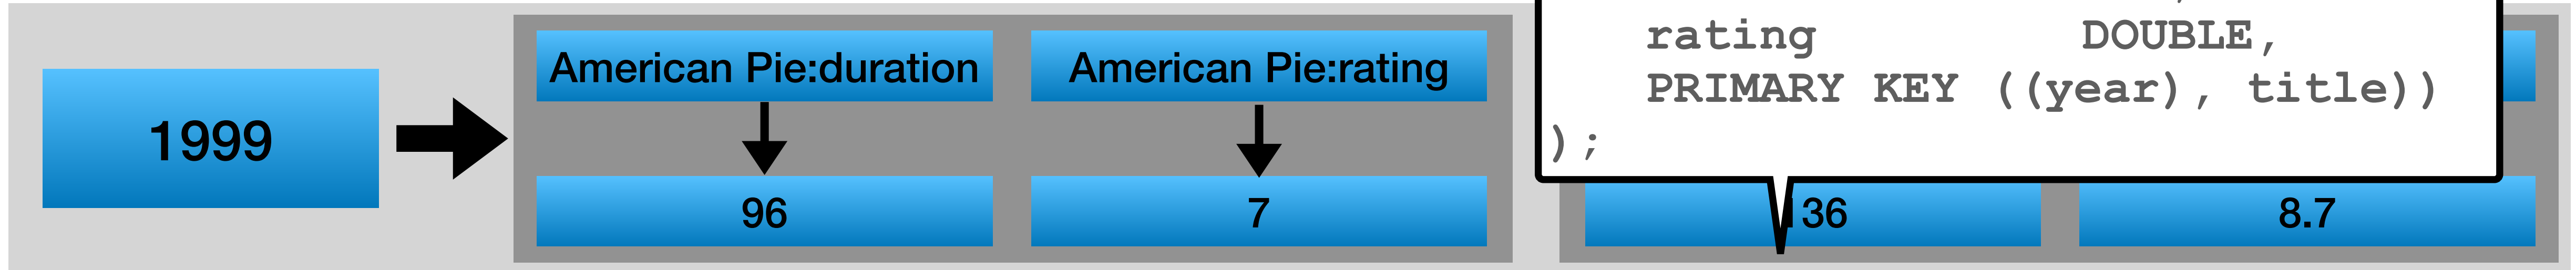 rating DOUBLE,
American Pie:duration American Pie:rating
PRIMARY KEY ((year), title))
1999
);
96 7 36 8.7